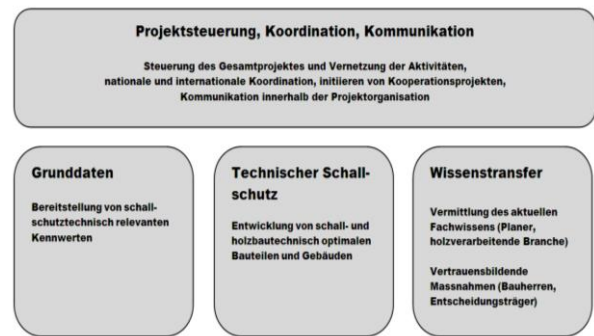 Projektsteuerung, Koordination, Kommunikation
Steuerung des Gesamtprojektes und Vernetzung der Aktivitäten,
nationale und internationale Koordination, initiieren von Kooperationsprojekten,
Kommunikation innerhalb der Projektorganisation
Grunddaten
Bereitstellung von schall-
schutztechnisch relevanten
Kennwerten
Technischer Schall-
schutz
Entwicklung von schall- und
holzbautechnisch optimalen
Bauteilen und Gebäuden
Wissenstransfer
Vermittlung des aktuellen
Fachwissens (Planer,
holzverarbeitende Branche)
Vertrauensbildende
Massnahmen (Bauherren,
Entscheidungsträger)